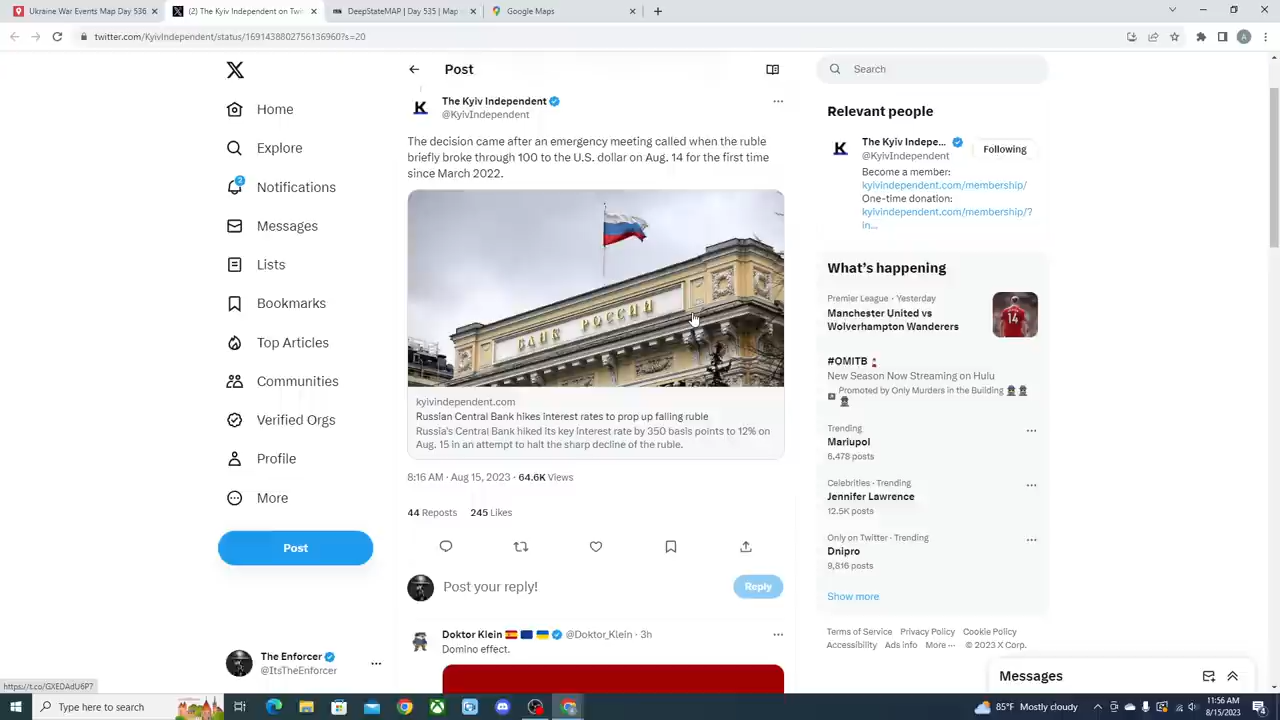 Ukraine War Events Map Day 536
(2) The Kyiv Independent on Twi
DeepStateMAP | Day 535 | Map
Google Maps
twitter.com/KyivIndependent/status/1691438802756136960?s=20
Home
Explore
2
Notifications
Messages
Lists
Bookmarks
Top Articles
Communities
Verified Orgs
Profile
More
Post
The Enforcer
@ItsTheEnforcer
Post
The Kyiv Independent
@KyivIndependent
The decision came after an emergency meeting called when the ruble
briefly broke through 100 to the U.S. dollar on Aug. 14 for the first time
since March 2022.
БАНК РОССИИ
kyivindependent.com
Russian Central Bank hikes interest rates to prop up falling ruble
Russia's Central Bank hiked its key interest rate by 350 basis points to 12% on
Aug. 15 in an attempt to halt the sharp decline of the ruble.
8:16 AM · Aug 15, 2023 · 64.6K Views
44 Reposts 245 Likes
Post your reply!
Reply
Doktor Klein @Doktor_Klein · 3h
Domino effect.
Search
Relevant people
The Kyiv Indepe...
@KyivIndependent
Following
Become a member:
kyivindependent.com/membership/
One-time donation:
kyivindependent.com/membership/?
in...
What's happening
Premier League · Yesterday
Manchester United vs
Wolverhampton Wanderers
14
#OMITB
New Season Now Streaming on Hulu
Promoted by Only Murders in the Building
Trending
Mariupol
6,478 posts
Celebrities · Trending
Jennifer Lawrence
12.5K posts
Only on Twitter · Trending
Dnipro
9,816 posts
Show more
Terms of Service Privacy Policy Cookie Policy
Accessibility Ads info More ··· © 2023 X Corp.
Messages
https://t.co/GXEDAdU6P7
Type here to search
85°F Mostly cloudy
11:56 AM
8/15/2023